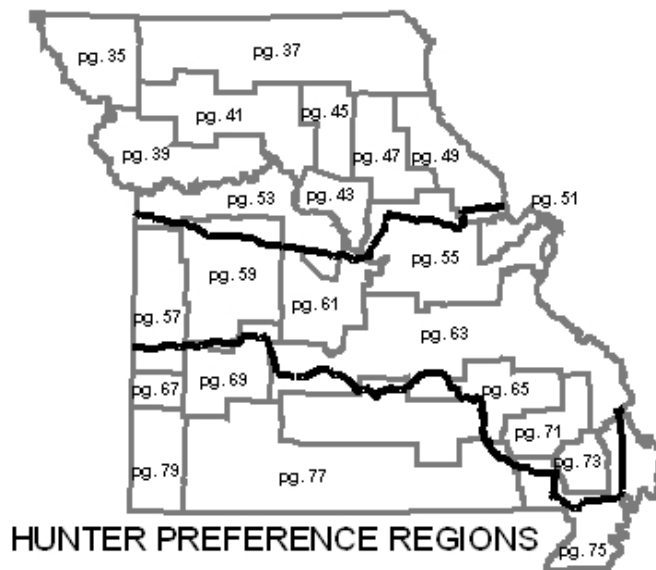 pg. 35
pg. 37
pg. 41
pg. 45
pg. 39
pg. 47
pg. 49
pg. 53
pg. 43
pg. 51
pg. 55
pg. 59
pg. 57
pg. 61
pg. 63
pg. 67
pg. 69
pg. 65
pg. 71
pg. 73
pg. 79
pg. 77
HUNTER PREFERENCE REGIONS
pg. 75